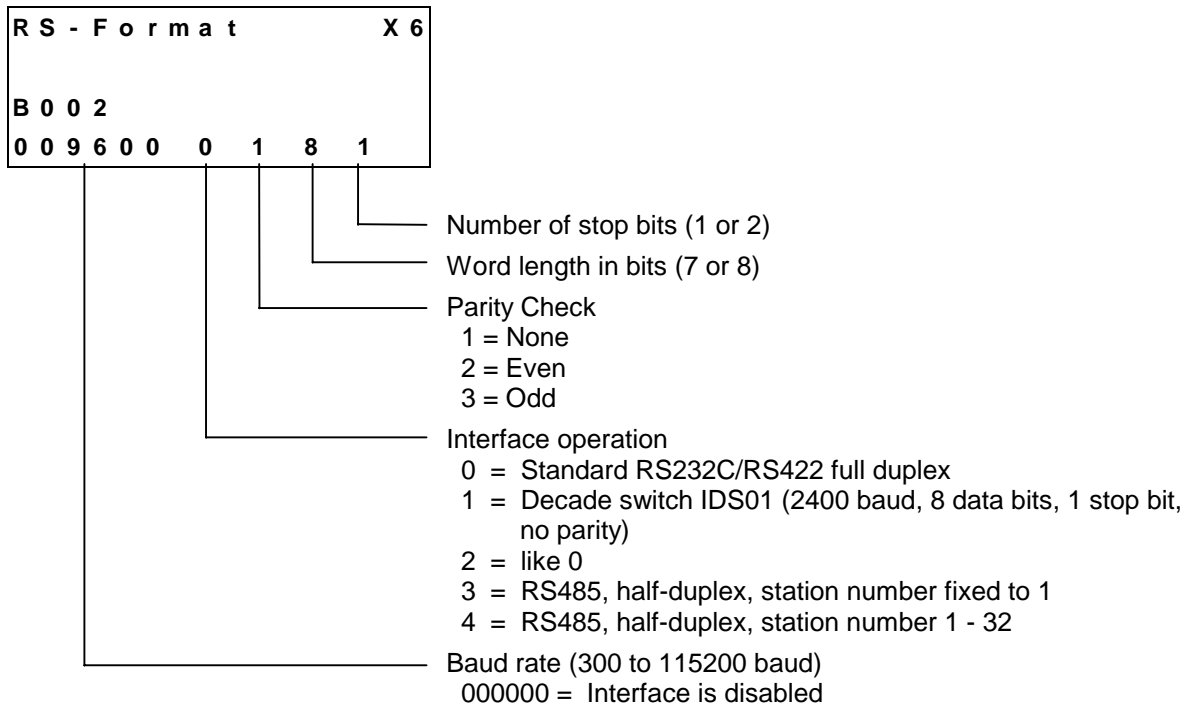 RS-Format X6
B002
009600 0 1 8 1
Number of stop bits (1 or 2)
Word length in bits (7 or 8)
Parity Check
1 = None
2 = Even
3 = Odd
Interface operation
0 = Standard RS232C/RS422 full duplex
1 = Decade switch IDS01 (2400 baud, 8 data bits, 1 stop bit,
no parity)
2 = like 0
3 = RS485, half-duplex, station number fixed to 1
4 = RS485, half-duplex, station number 1 - 32
Baud rate (300 to 115200 baud)
000000 = Interface is disabled